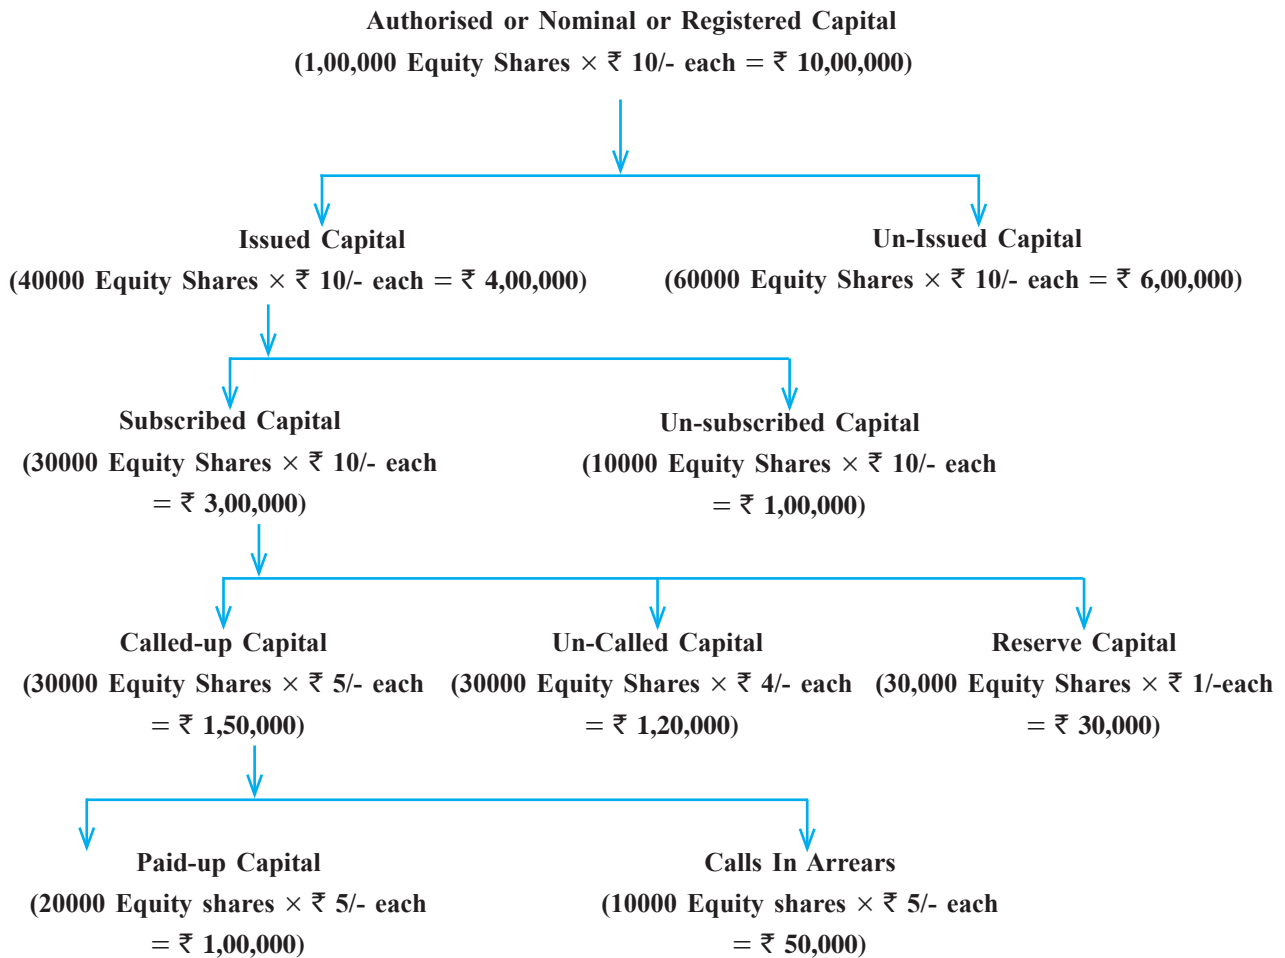 Authorised or Nominal or Registered Capital
(1,00,000 Equity Shares × ₹ 10/- each = ₹ 10,00,000)
Issued Capital
(40000 Equity Shares × ₹ 10/- each = ₹ 4,00,000)
Un-Issued Capital
(60000 Equity Shares × ₹ 10/- each = ₹ 6,00,000)
Subscribed Capital
(30000 Equity Shares × ₹ 10/- each
= ₹ 3,00,000)
Un-subscribed Capital
(10000 Equity Shares × ₹ 10/- each
= ₹ 1,00,000)
Called-up Capital
(30000 Equity Shares × ₹ 5/- each
= ₹ 1,50,000)
Un-Called Capital
(30000 Equity Shares × ₹ 4/- each
= ₹ 1,20,000)
Reserve Capital
(30,000 Equity Shares × ₹ 1/-each
= ₹ 30,000)
Paid-up Capital
(20000 Equity shares × ₹ 5/- each
= ₹ 1,00,000)
Calls In Arrears
(10000 Equity shares × ₹ 5/- each
= ₹ 50,000)